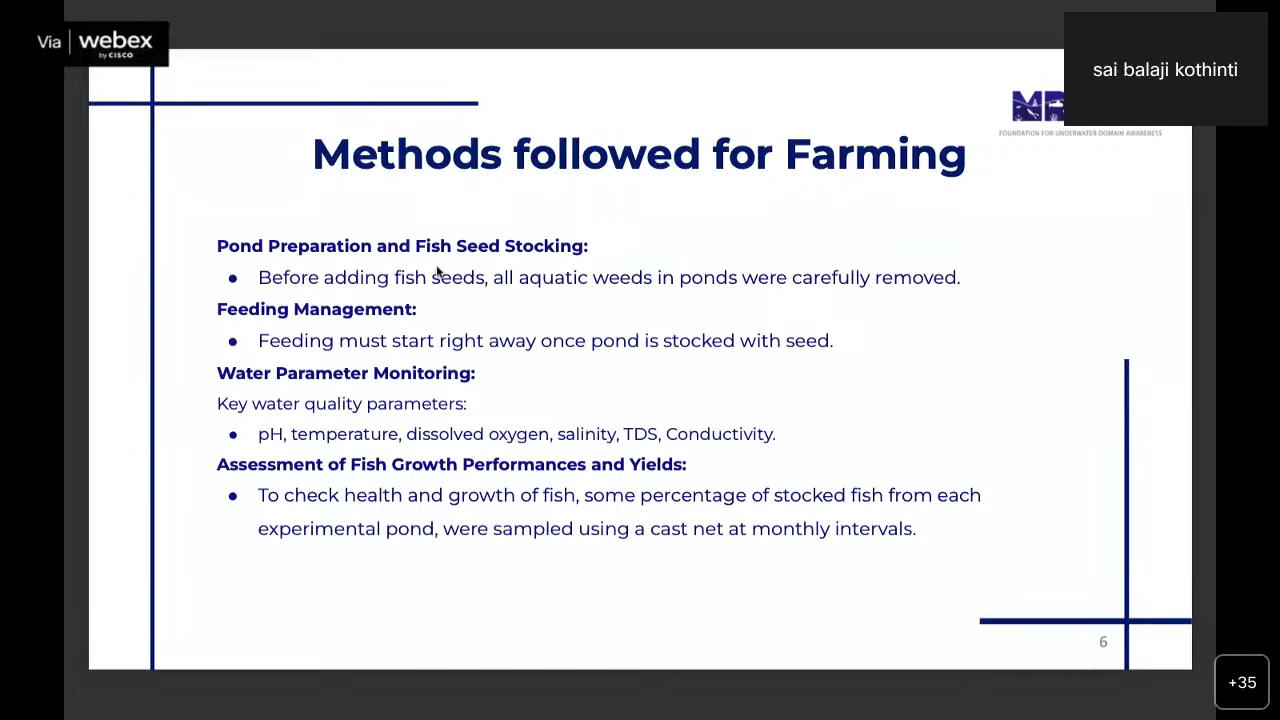 Via webex
by CISCO
sai balaji kothinti
FOUNDATION FOR UNDERWATER DOMAIN AWARENESS
Methods followed for Farming
Pond Preparation and Fish Seed Stocking:
● Before adding fish seeds, all aquatic weeds in ponds were carefully removed.
Feeding Management:
● Feeding must start right away once pond is stocked with seed.
Water Parameter Monitoring:
Key water quality parameters:
● pH, temperature, dissolved oxygen, salinity, TDS, Conductivity.
Assessment of Fish Growth Performances and Yields:
● To check health and growth of fish, some percentage of stocked fish from each
experimental pond, were sampled using a cast net at monthly intervals.
6
+35